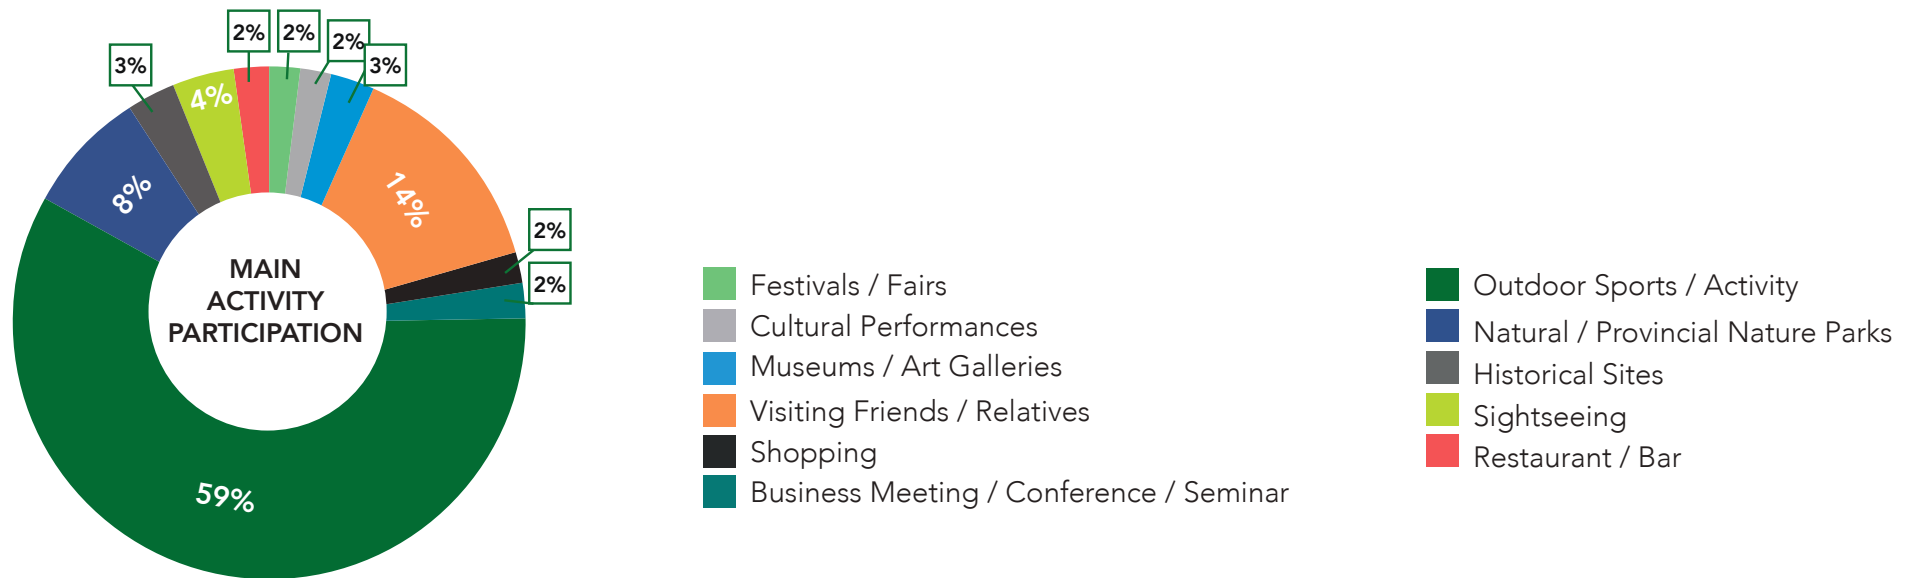 2%
2%
2%
3%
3%
4%
14%
8%
2%
2%
MAIN
ACTIVITY
PARTICIPATION
59%
Festivals / Fairs
Cultural Performances
Museums / Art Galleries
Visiting Friends / Relatives
Shopping
Business Meeting / Conference / Seminar
Outdoor Sports / Activity
Natural / Provincial Nature Parks
Historical Sites
Sightseeing
Restaurant / Bar